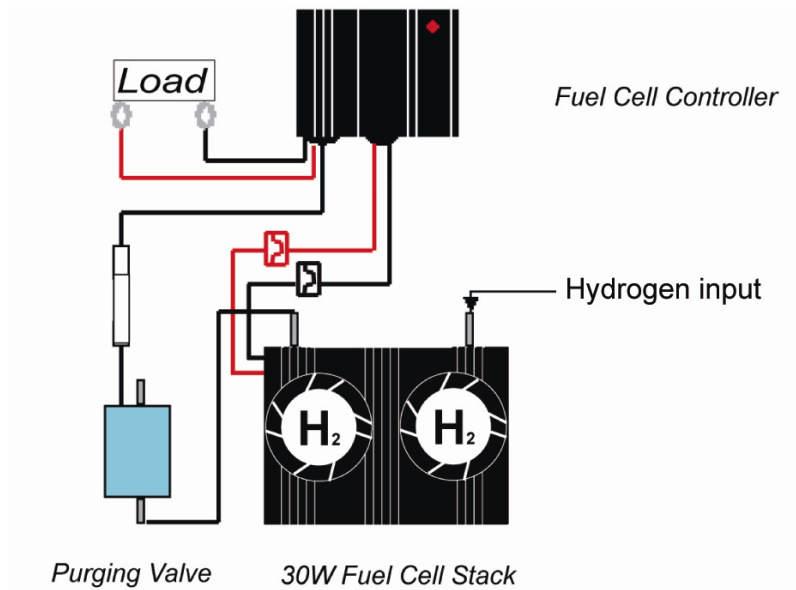 Load
Fuel Cell Controller
Hydrogen input
H₂
H₂
Purging Valve
30W Fuel Cell Stack